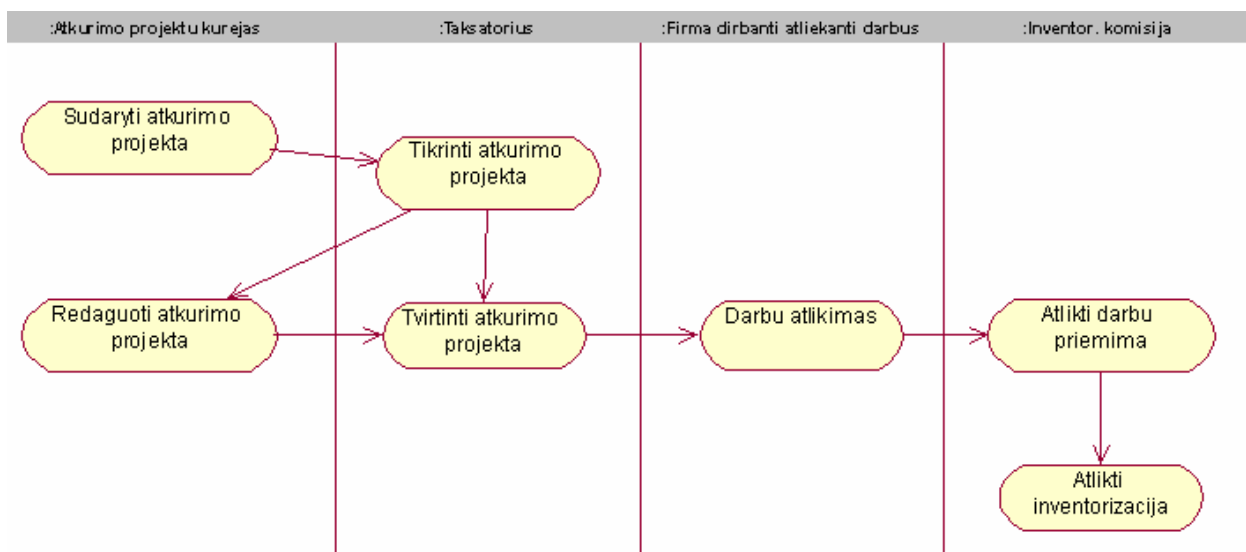 :Atkurimo projektu kurejas
:Taksatorius
:Firma dirbanti atliekanti darbus
:Inventor. komisija
Sudaryti atkurimo
projekta
Tikrinti atkurimo
projekta
Redaguoti atkurimo
projekta
Tvirtinti atkurimo
projekta
Darbu atlikimas
Atlikti darbu
priemima
Atlikti
inventorizacija